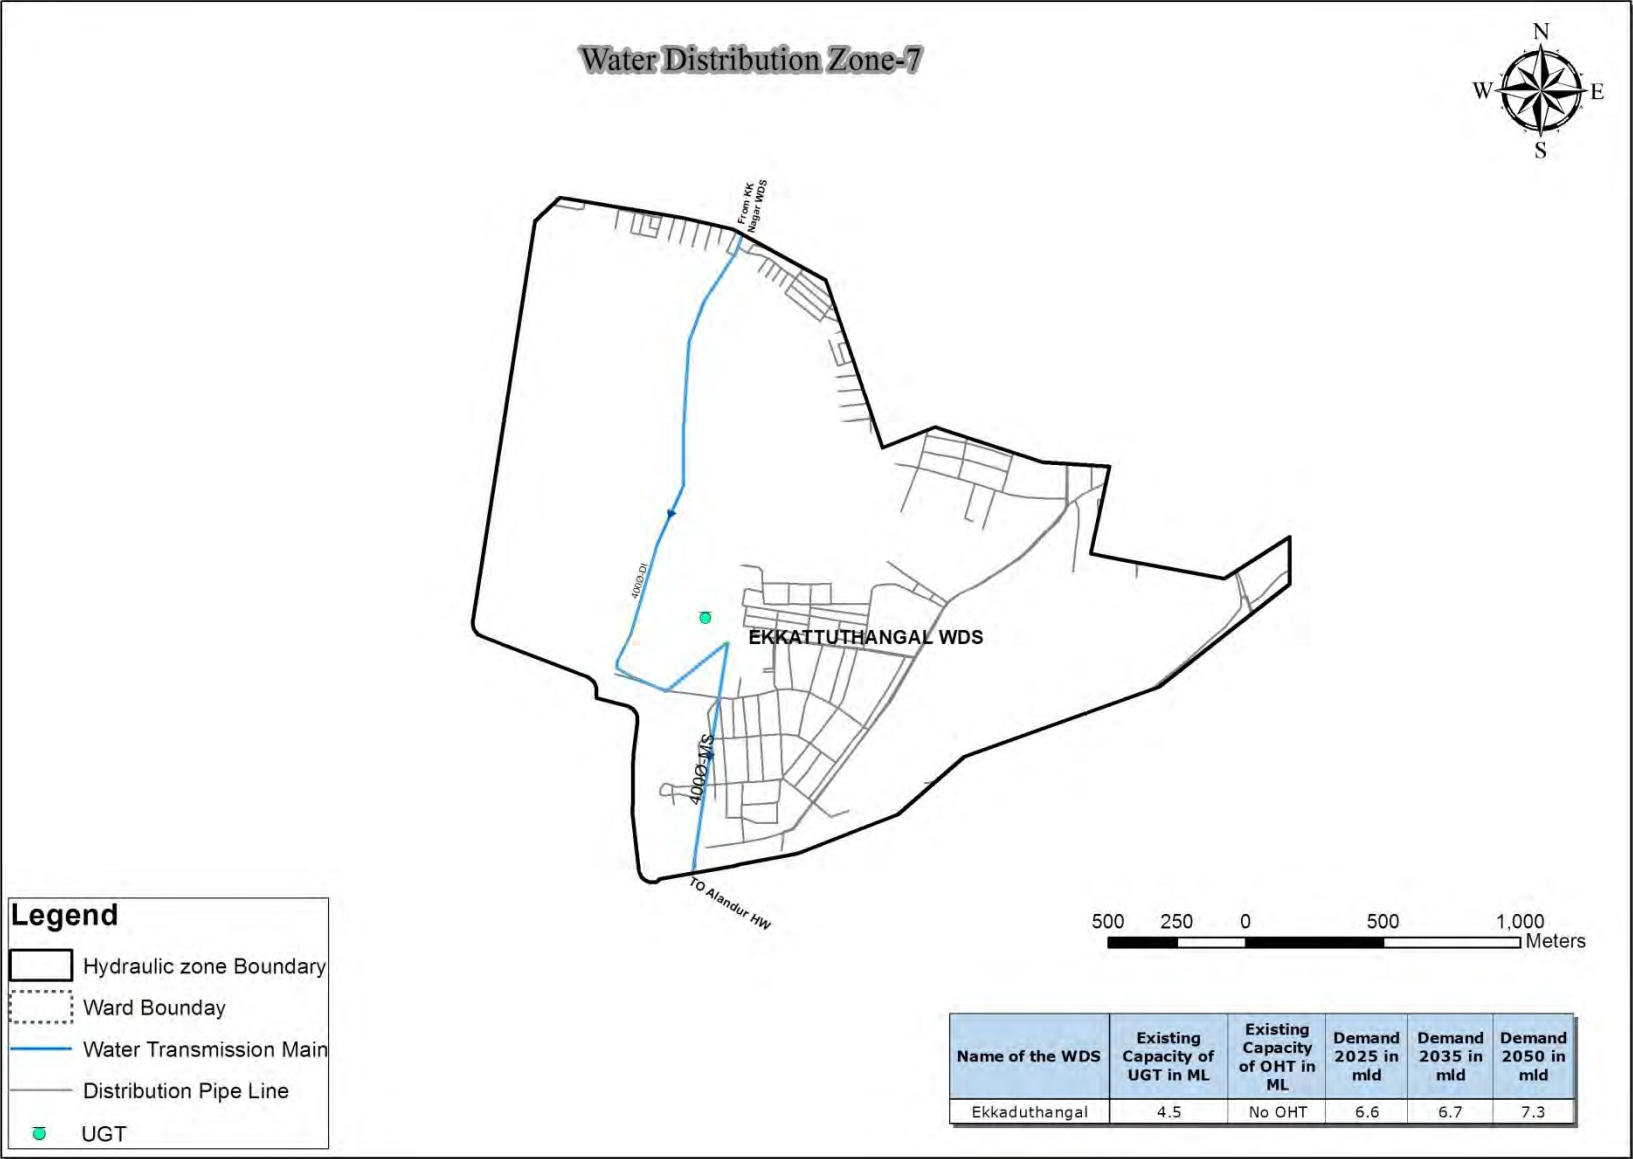 Water Distribution Zone-7
N
W
E
S
From KK
Nagar WDS
400Ø-DI
EKKATTUTHANGAL WDS
400Ø-MS
TO Alandur HW
Legend
Hydraulic zone Boundary
Ward Bounday
Water Transmission Main
Distribution Pipe Line
UGT
500 250 0 500 1,000
Meters
Name of the WDS
Existing
Capacity of
UGT in ML
Existing
Capacity
of OHT in
ML
Demand
2025 in
mld
Demand
2035 in
mld
Demand
2050 in
mld
Ekkaduthangal 4.5 No OHT 6.6 6.7 7.3